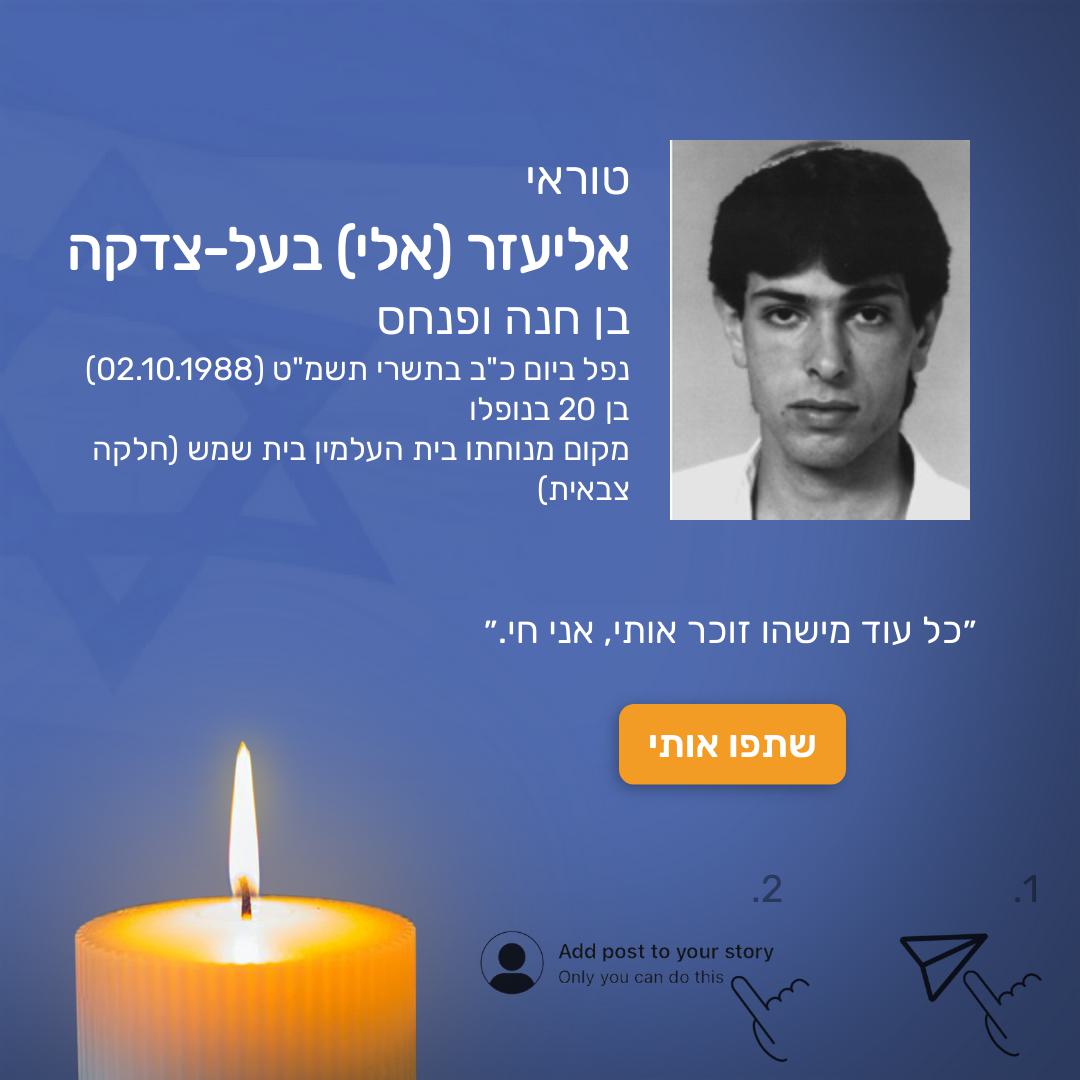 טוראי
אליעזר (אלי) בעל-צדקה
בן חנה ופנחס
נפל ביום כ"ב בתשרי תשמ"ט (02.10.1988)
בן 20 בנופלו
מקום מנוחתו בית העלמין בית שמש (חלקה
צבאית)
״כל עוד מישהו זוכר אותי, אני חי.״
שתפו אותי
.1
.2
Add post to your story
Only you can do this